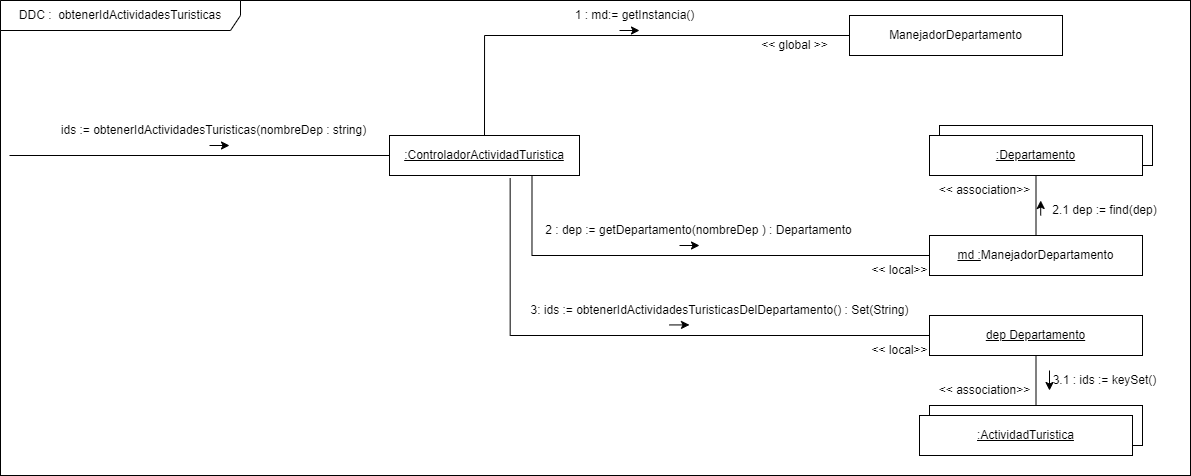 DDC : obtenerIdActividadesTuristicas
1 : md:= getInstancia()
<< global >>
ManejadorDepartamento
ids := obtenerIdActividadesTuristicas(nombreDep : string)
:ControladorActividadTuristica
:Departamento
<< association>>
2.1 dep := find(dep)
2 : dep := getDepartamento(nombreDep ) : Departamento
md :ManejadorDepartamento
<< local>>
3: ids := obtenerIdActividadesTuristicasDelDepartamento() : Set(String)
dep Departamento
<< local>>
3.1 : ids := keySet()
<< association>>
:ActividadTuristica